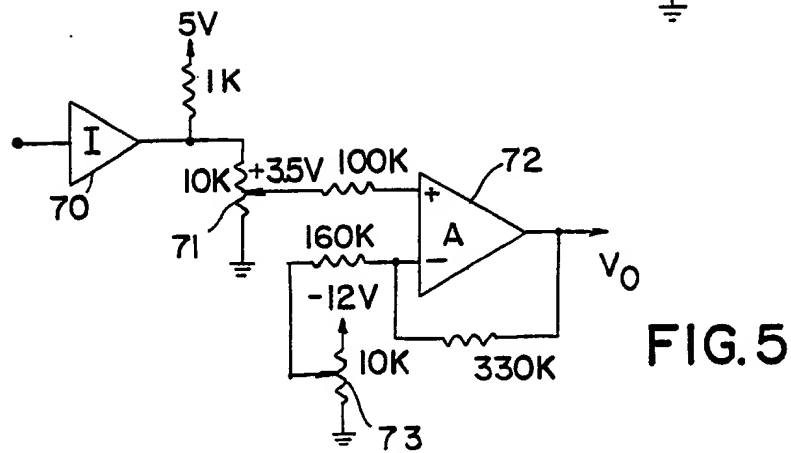 5V
1K
I
70
10K
+3.5V
100K
72
71
+
A
160K
−
-12V
V0
10K
330K
FIG. 5
73